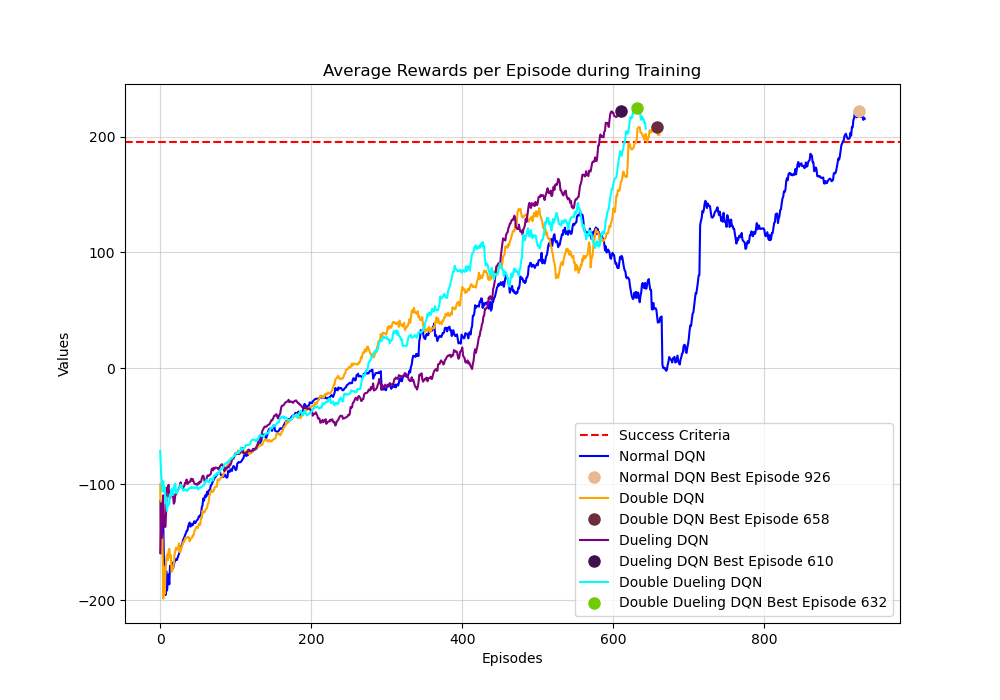 Average Rewards per Episode during Training
Values
200
100
0
−100
−200
Success Criteria
Normal DQN
Normal DQN Best Episode 926
Double DQN
Double DQN Best Episode 658
Dueling DQN
Dueling DQN Best Episode 610
Double Dueling DQN
Double Dueling DQN Best Episode 632
0 200 400 600 800
Episodes